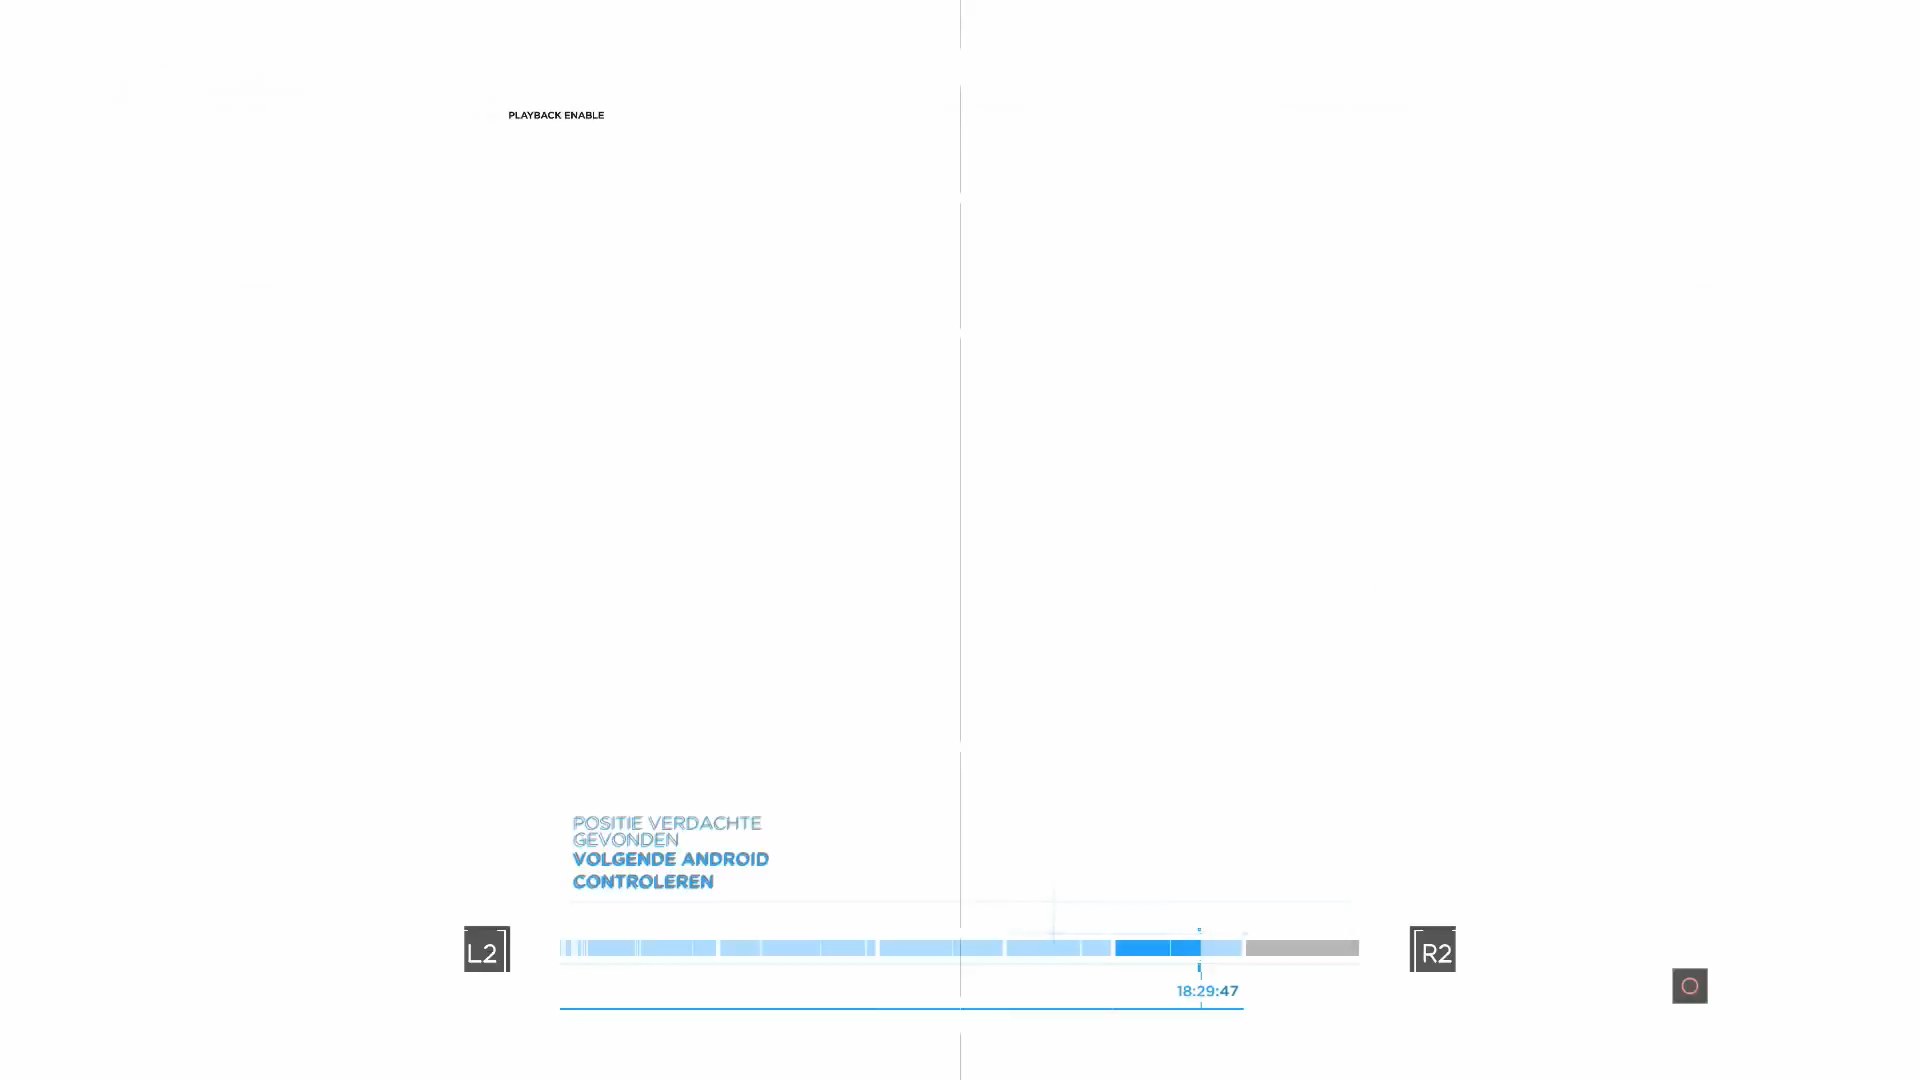 PLAYBACK ENABLE
POSITIE VERDACHTE
GEVONDEN
VOLGENDE ANDROID
CONTROLEREN
L2
R2
18:29:47